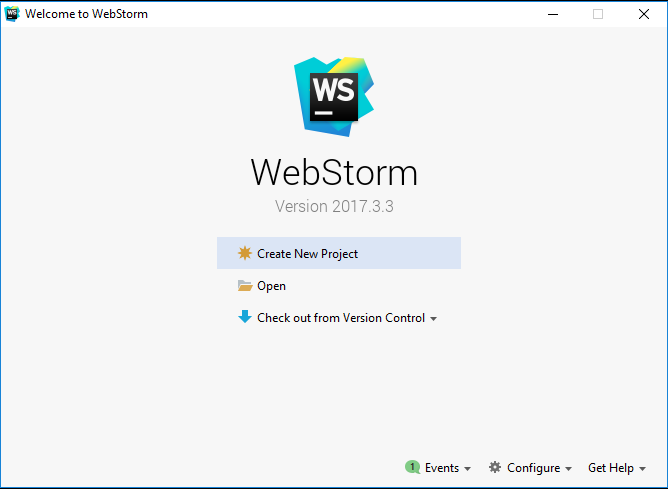 Welcome to WebStorm
WS
WebStorm
Version 2017.3.3
Create New Project
Open
Check out from Version Control
1 Events Configure Get Help